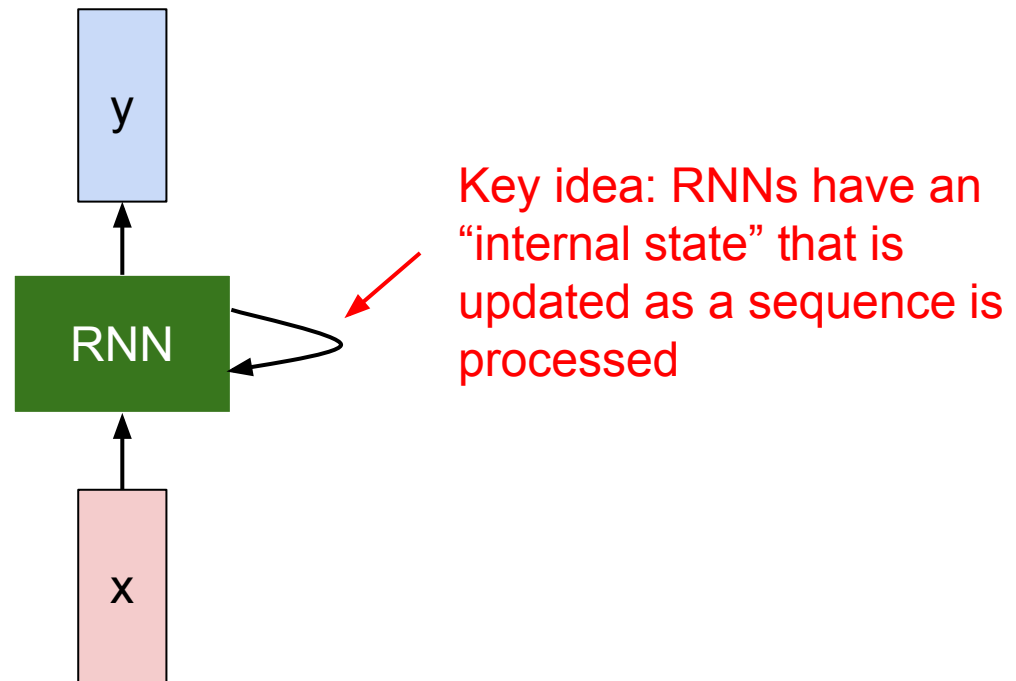 y
Key idea: RNNs have an
“internal state” that is
updated as a sequence is
processed
RNN
x